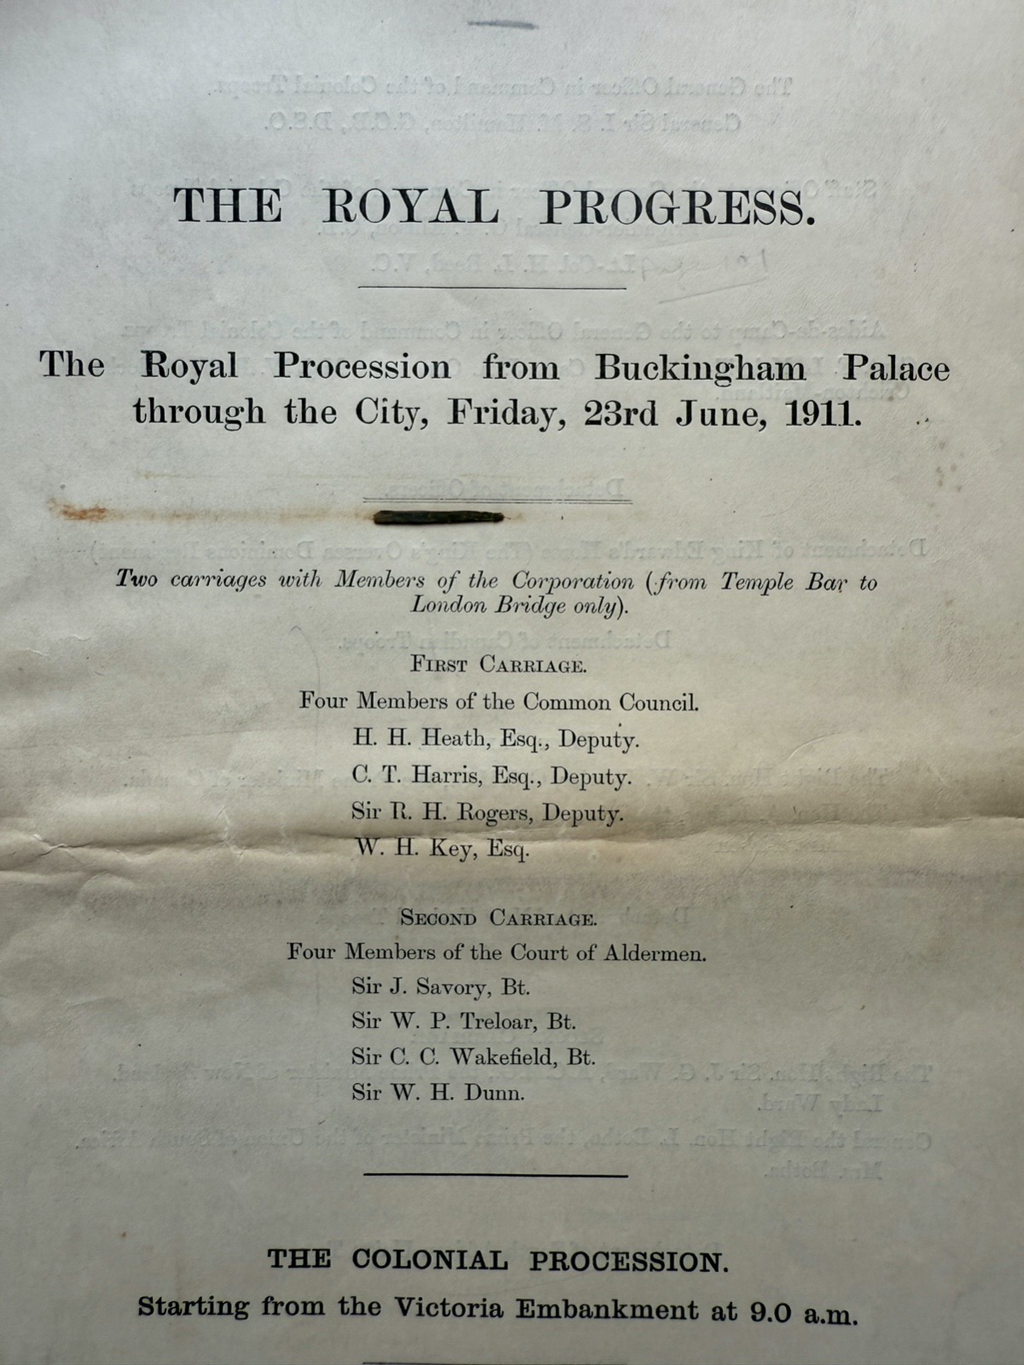 THE ROYAL PROGRESS.
The Royal Procession from Buckingham Palace
through the City, Friday, 23rd June, 1911.
Two carriages with Members of the Corporation (from Temple Bar to
London Bridge only).
FIRST CARRIAGE.
Four Members of the Common Council.
H. H. Heath, Esq., Deputy.
C. T. Harris, Esq., Deputy.
Sir R. H. Rogers, Deputy.
W. H. Key, Esq.
SECOND CARRIAGE.
Four Members of the Court of Aldermen.
Sir J. Savory, Bt.
Sir W. P. Treloar, Bt.
Sir C. C. Wakefield, Bt.
Sir W. H. Dunn.
THE COLONIAL PROCESSION.
Starting from the Victoria Embankment at 9.0 a.m.